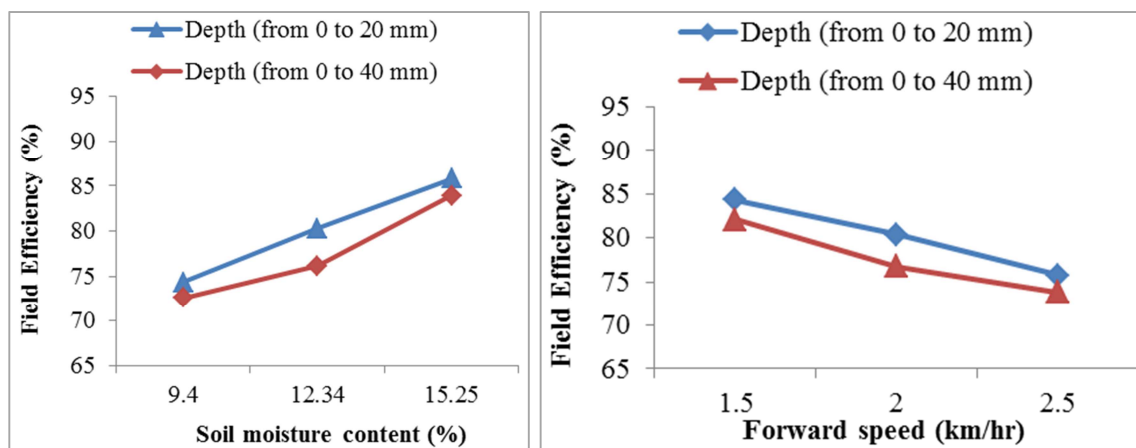 Depth (from 0 to 20 mm)
Depth (from 0 to 40 mm)
Field Efficiency (%)
95
90
85
80
75
70
65
9.4 12.34 15.25
Soil moisture content (%)
Depth (from 0 to 20 mm)
Depth (from 0 to 40 mm)
Field Efficiency (%)
95
90
85
80
75
70
65
1.5 2 2.5
Forward speed (km/hr)